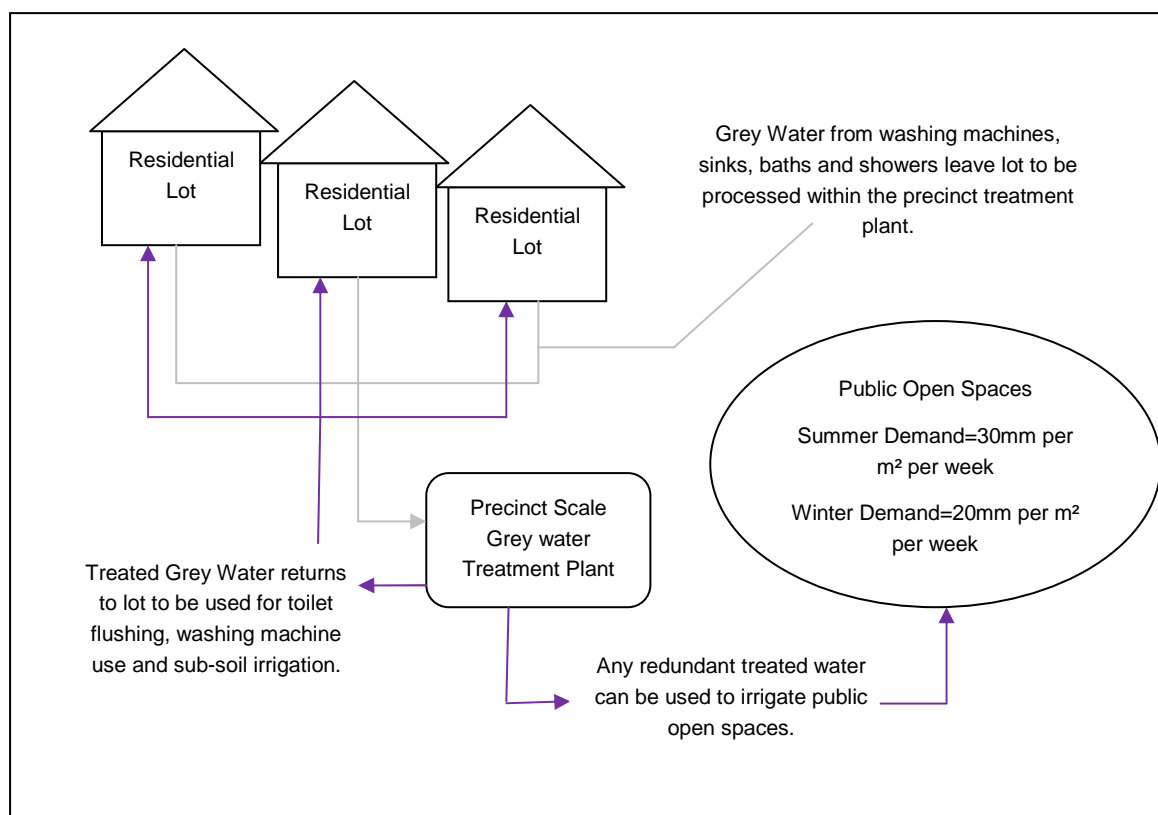 Residential
Lot
Residential
Lot
Residential
Lot
Grey Water from washing machines,
sinks, baths and showers leave lot to be
processed within the precinct treatment
plant.
Public Open Spaces
Summer Demand=30mm per
m² per week
Winter Demand=20mm per m²
per week
Precinct Scale
Grey water
Treatment Plant
Treated Grey Water returns
to lot to be used for toilet
flushing, washing machine
use and sub-soil irrigation.
Any redundant treated water
can be used to irrigate public
open spaces.